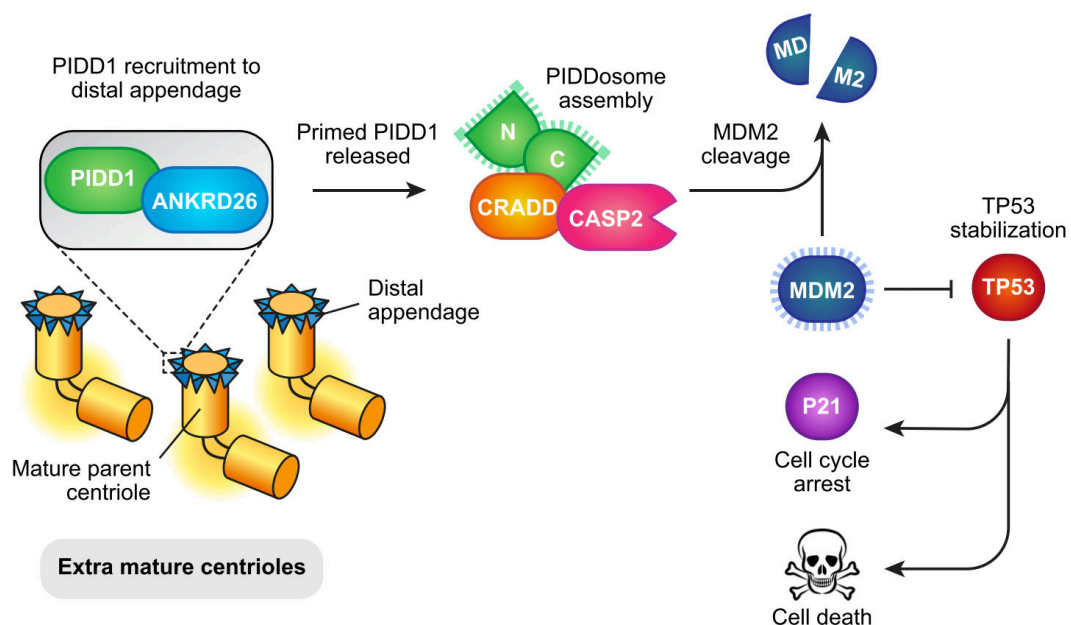 PIDD1 recruitment to
distal appendage
PIDD1
ANKRD26
Primed PIDD1
released
PIDDosome
assembly
N
C
CRADD
CASP2
MDM2
cleavage
MD
M2
MDM2
TP53
stabilization
TP53
Distal
appendage
Mature parent
centriole
Extra mature centrioles
P21
Cell cycle
arrest
Cell death